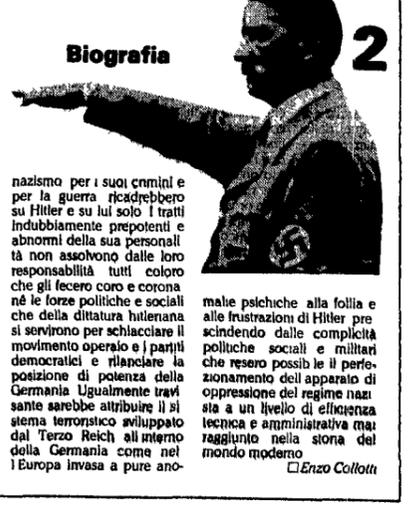 Biografia
2
nazismo per i suoi crimini e
per la guerra ricadrebbero
su Hitler e su lui solo I tratti
indubbiamente prepotenti e
abnormi della sua personali
tà non assolvono dalle loro
responsabilità tutti coloro
che gli fecero coro e corona
né le forze politiche e sociali
che della dittatura hitleriana
si servirono per schiacciare il
movimento operaio e i partiti
democratici e rilanciare la
posizione di potenza della
Germania Ugualmente travi
sante sarebbe attribuire il si
stema terroristico sviluppato
dal Terzo Reich all interno
della Germania come nel
l Europa invasa a pure ano-
malie psichiche alla follia e
alle frustrazioni di Hitler pre
scindendo dalle complicità
politiche sociali e militari
che resero possib le il perfe-
zionamento dell apparato di
oppressione del regime nazi
sta a un livello di efficienza
tecnica e amministrativa mai
raggiunto nella storia del
mondo moderno
□ Enzo Collotti